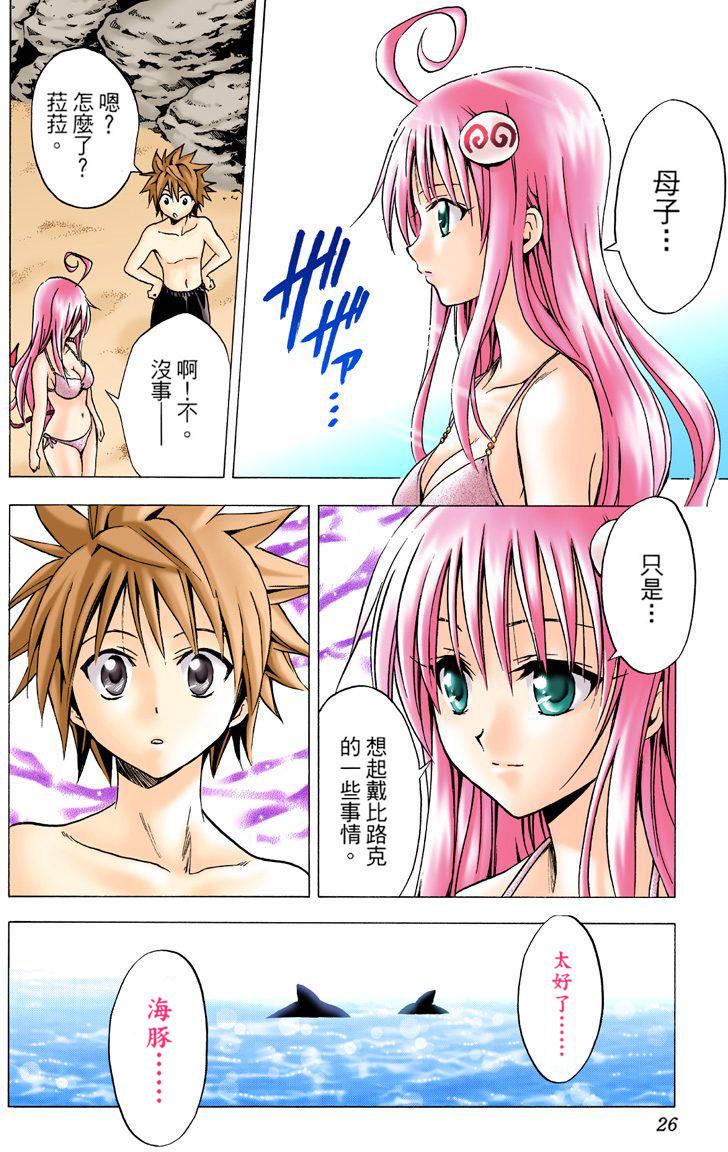 母子…
ザザァ…
嗯？
怎麼了？
菈菈。
啊！不。
沒事──
只是…
想起戴比路克
的一些事情。
太好了……
海豚……
26